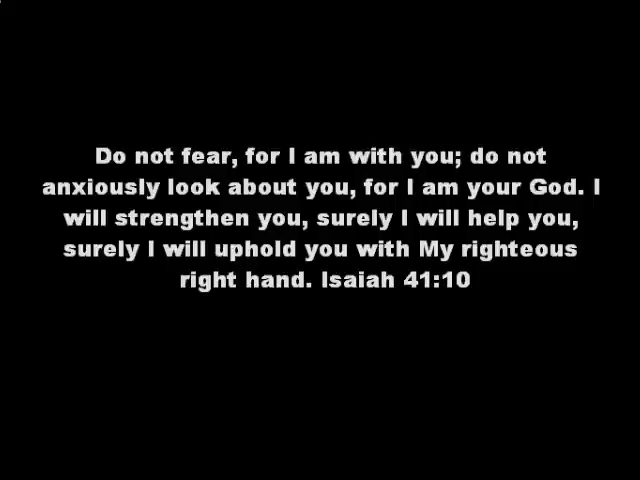 Do not fear, for I am with you; do not
anxiously look about you, for I am your God. I
will strengthen you, surely I will help you,
surely I will uphold you with My righteous
right hand. Isaiah 41:10